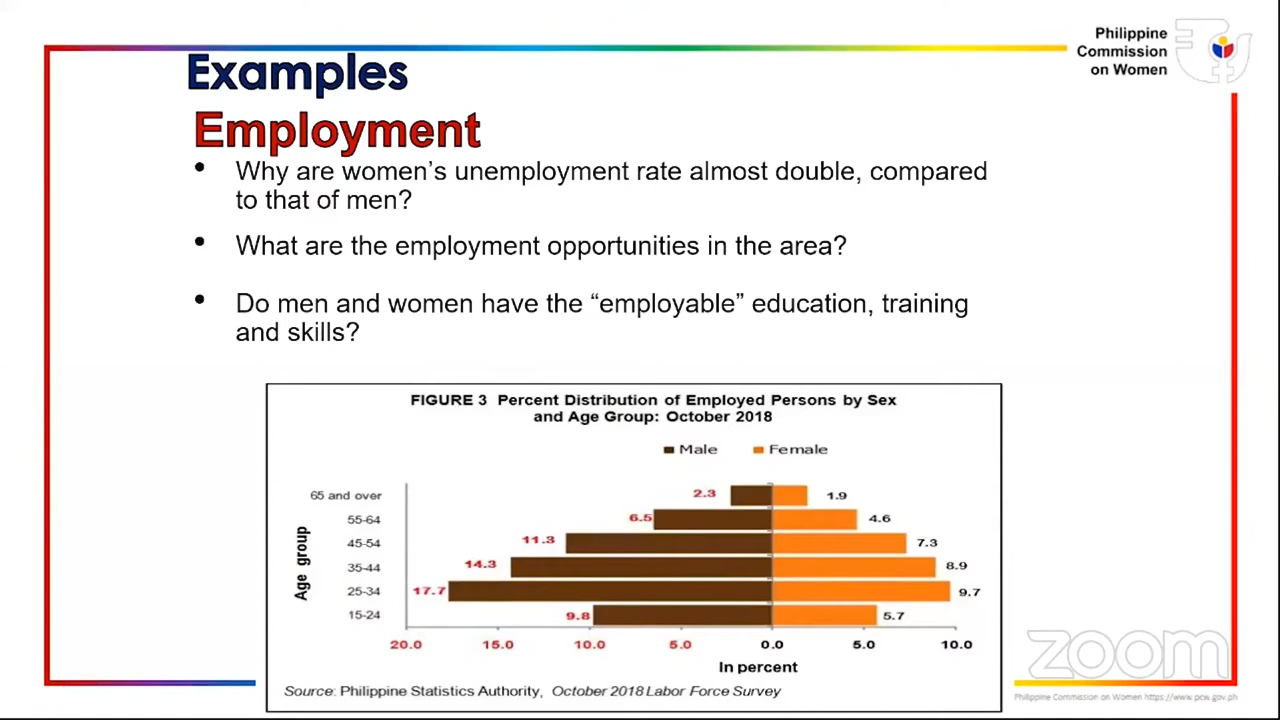 Philippine
Commission
on Women
Examples
Employment
• Why are women’s unemployment rate almost double, compared
to that of men?
• What are the employment opportunities in the area?
• Do men and women have the “employable” education, training
and skills?
FIGURE 3 Percent Distribution of Employed Persons by Sex
and Age Group: October 2018
Male Female
Age group
65 and over 2.3 1.9
55-64 6.5 4.6
45-54 11.3 7.3
35-44 14.3 8.9
25-34 17.7 9.7
15-24 9.8 5.7
20.0 15.0 10.0 5.0 0.0 5.0 10.0
In percent
Source: Philippine Statistics Authority, October 2018 Labor Force Survey
zoom
Philippine Commission on Women https://www.pcw.gov.ph